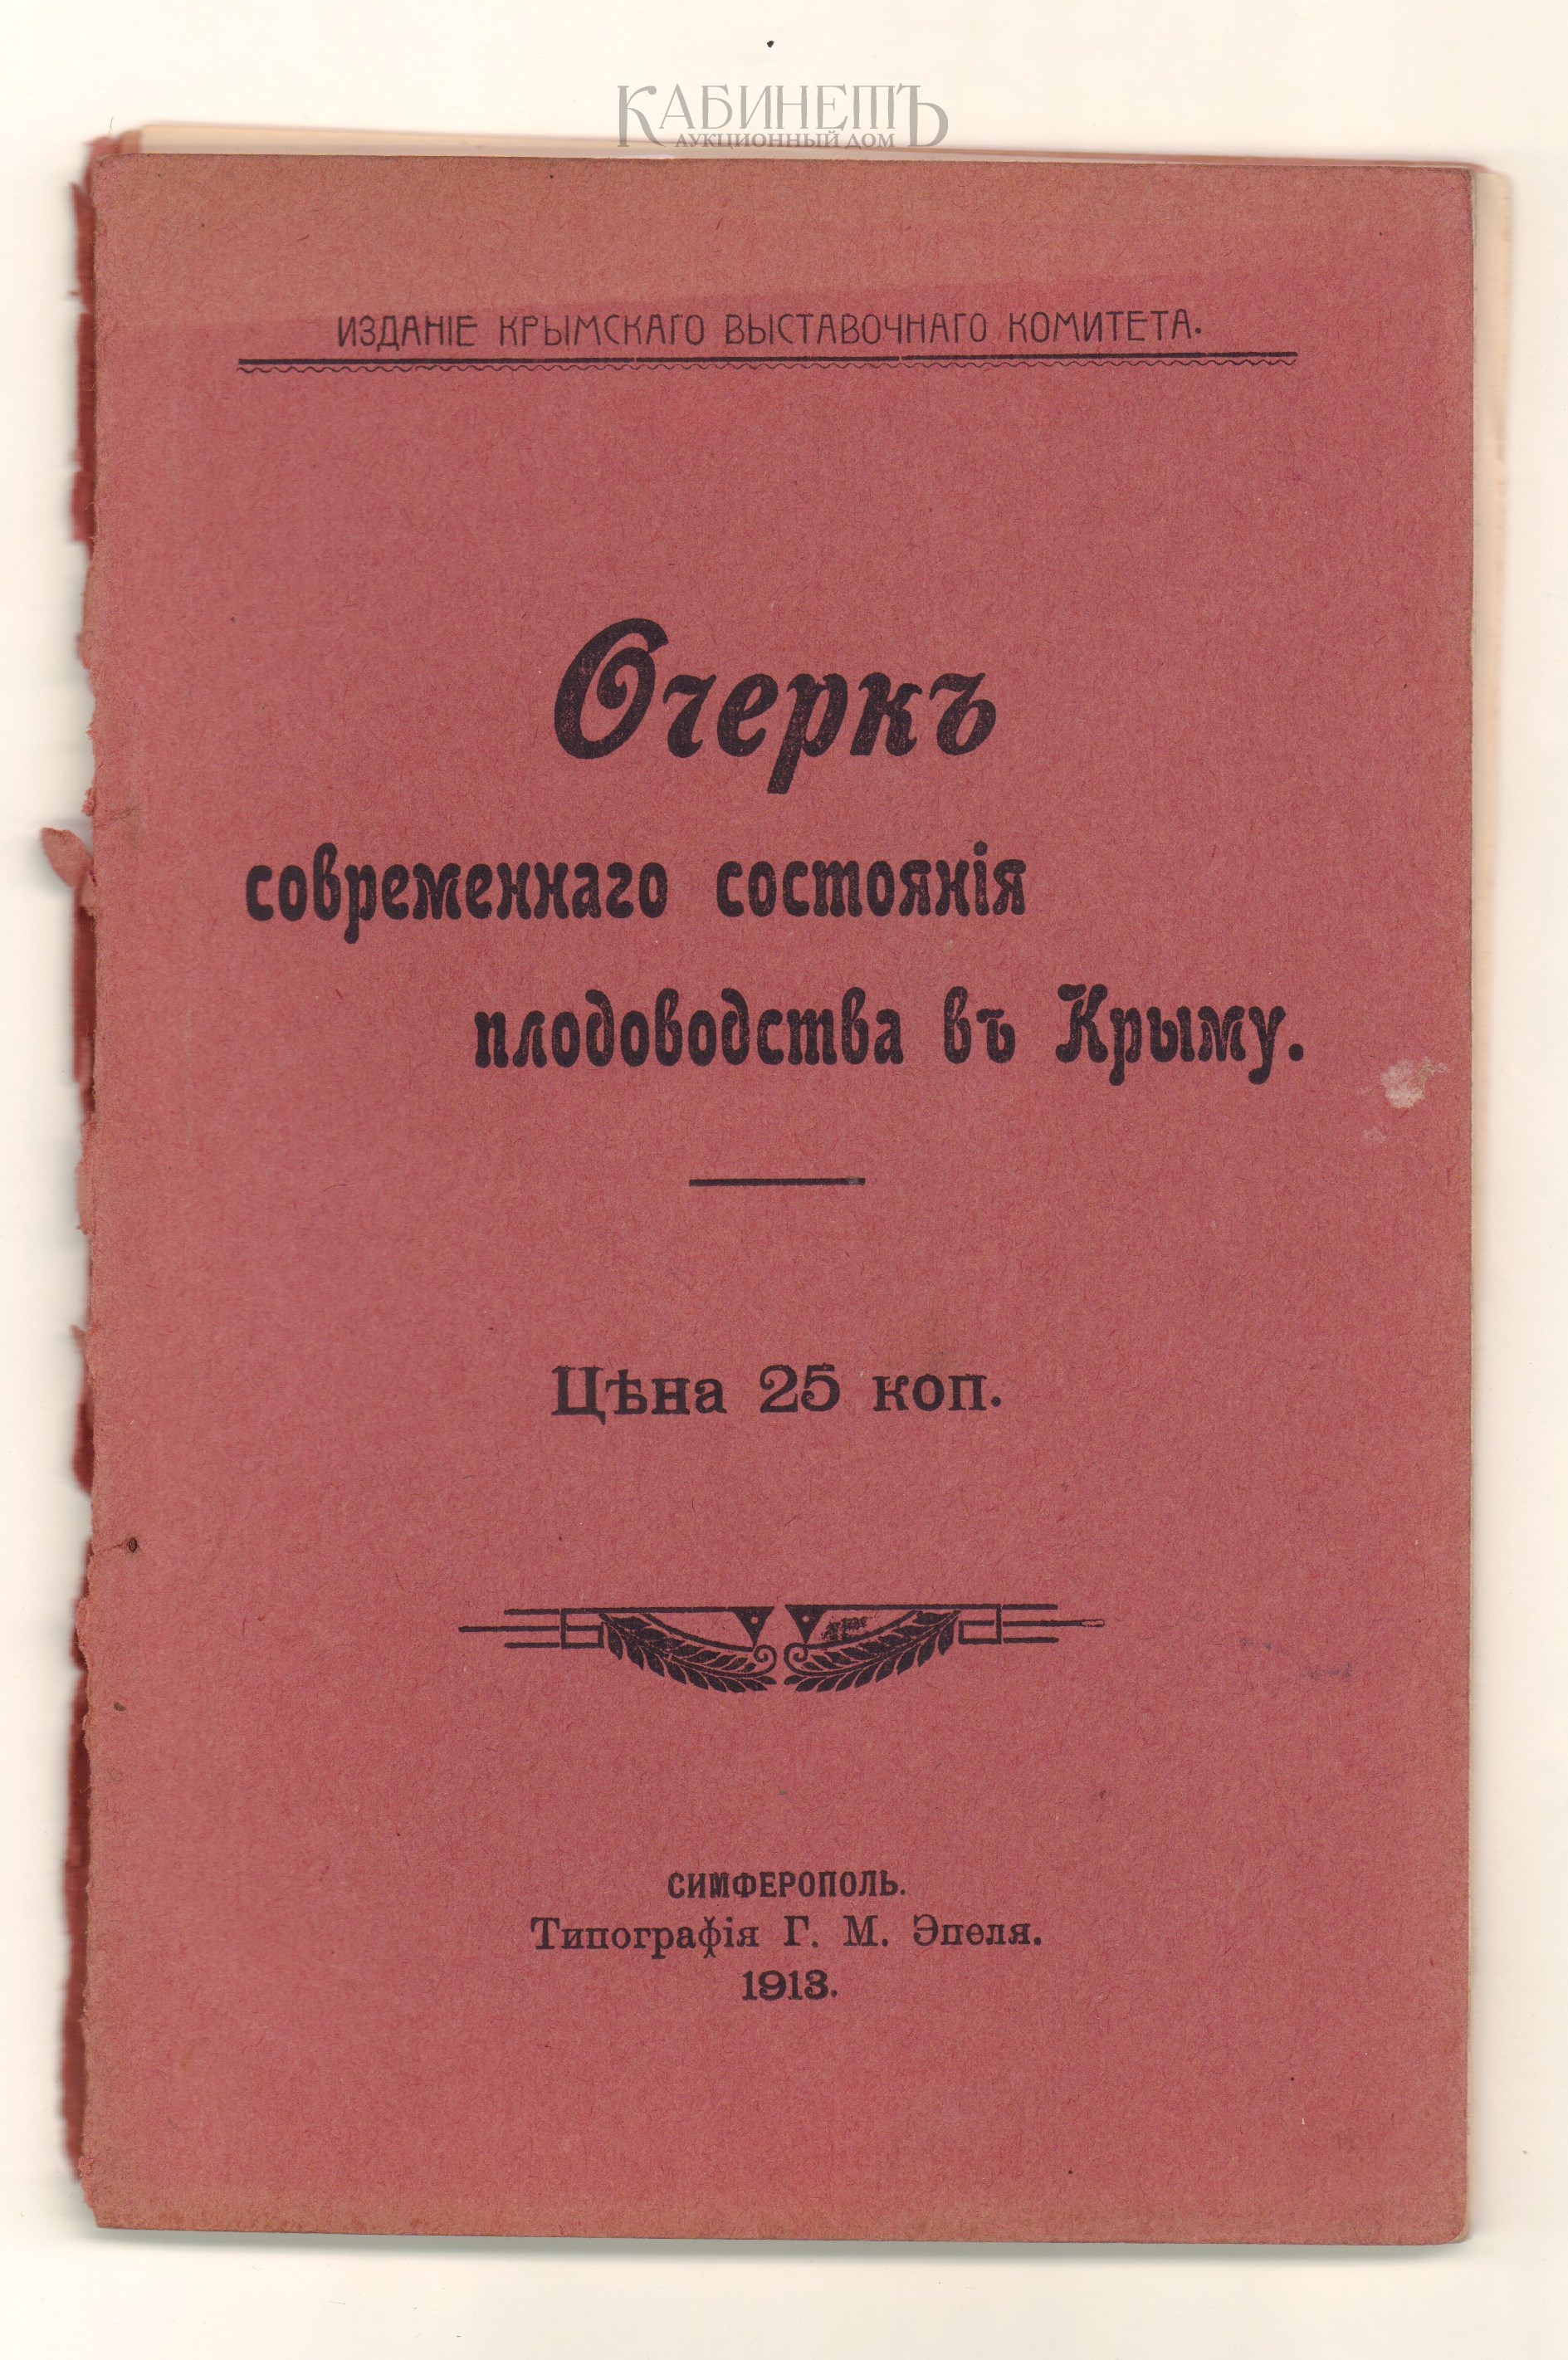 КАБИНЕТЪ
АУКЦИОННЫЙ ДОМ
ИЗДАНІЕ КРЫМСКАГО ВЫСТАВОЧНАГО КОМИТЕТА.
Очеркъ
современнаго состоянія
плодоводства въ Крыму.
Цѣна 25 коп.
СИМФЕРОПОЛЬ.
Типографія Г. М. Эпеля.
1913.